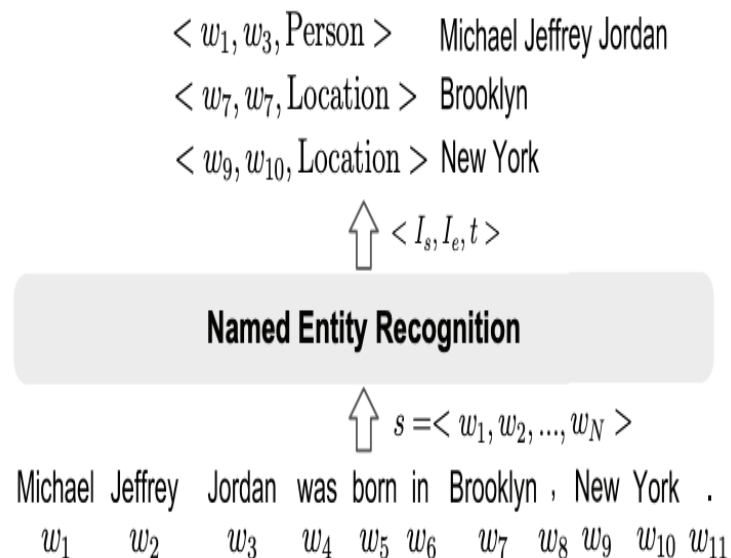 < w1, w3, Person > Michael Jeffrey Jordan
< w7, w7, Location > Brooklyn
< w9, w10, Location > New York
< Is, Ie, t >
Named Entity Recognition
s =< w1, w2, ..., wN >
Michael Jeffrey Jordan was born in Brooklyn , New York .
w1 w2 w3 w4 w5 w6 w7 w8 w9 w10 w11